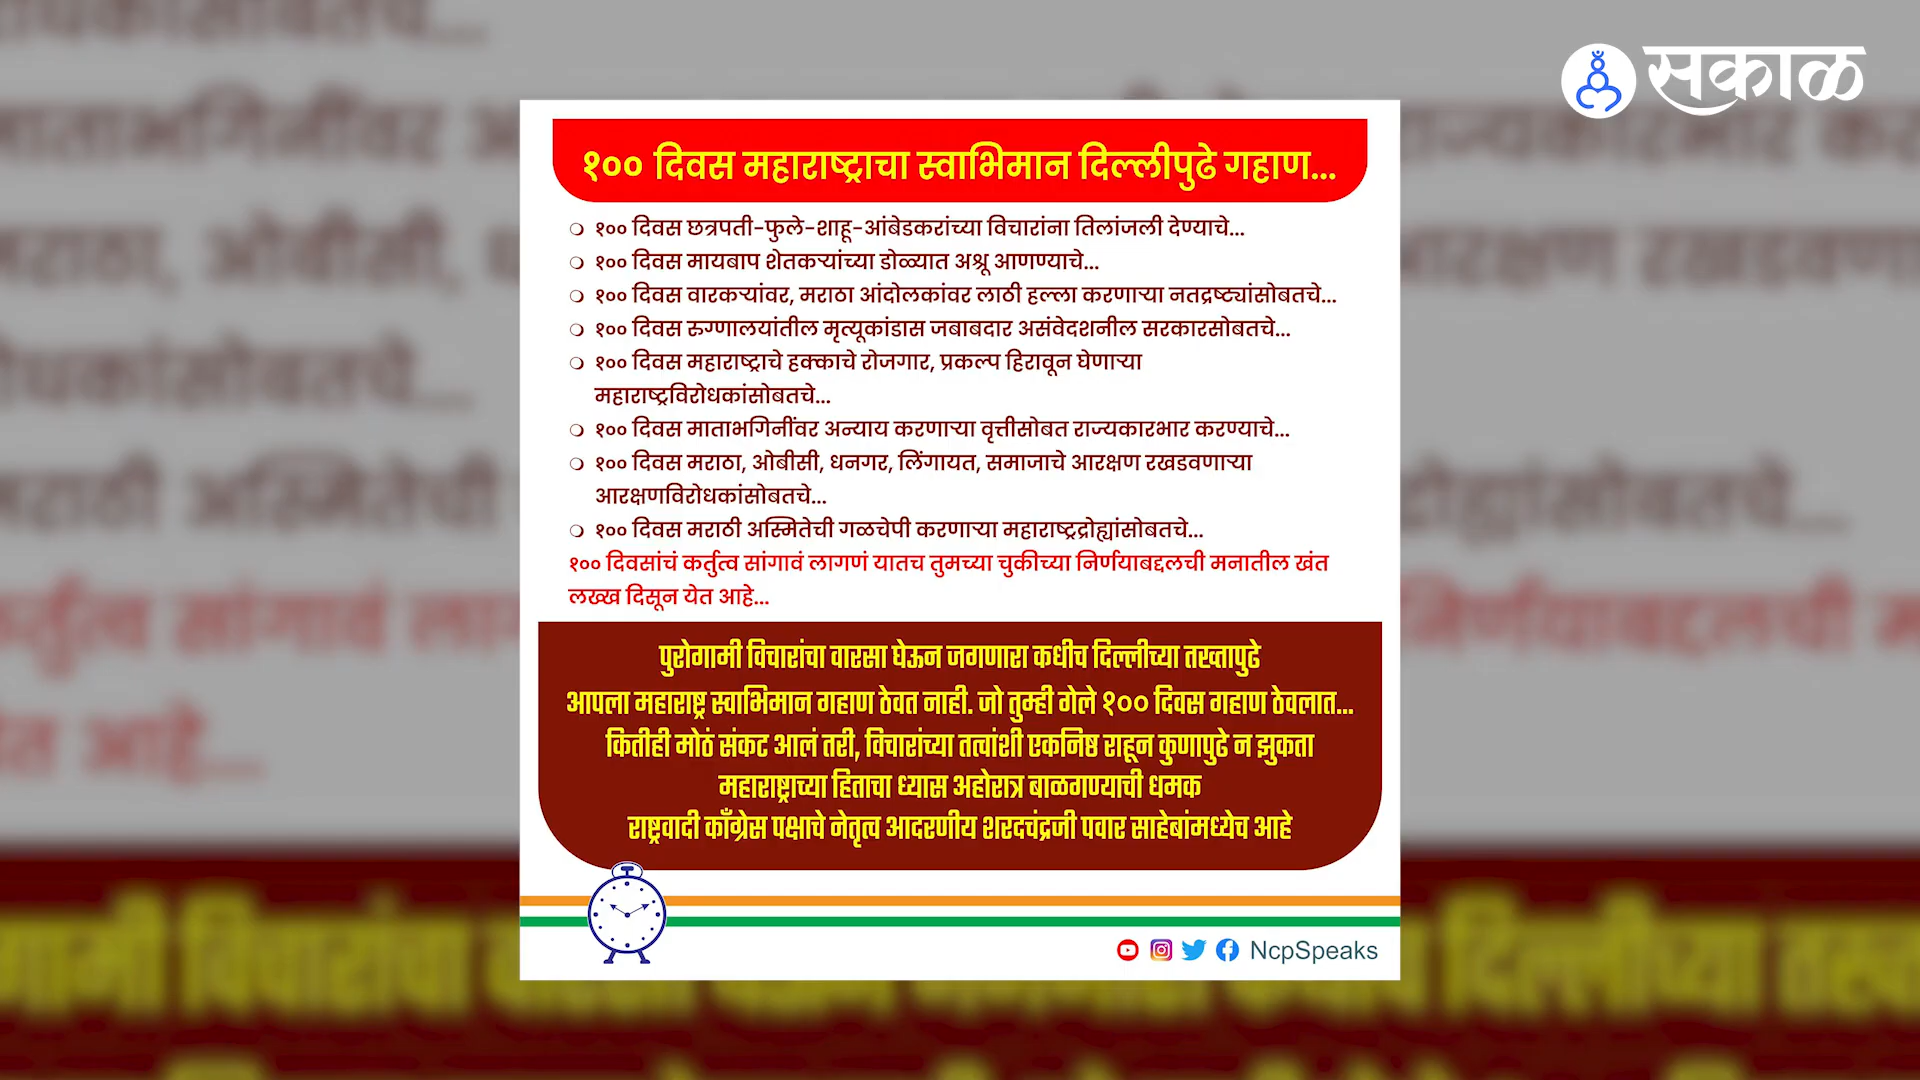 सकाळ
१०० दिवस महाराष्ट्राचा स्वाभिमान दिल्लीपुढे गहाण...
१०० दिवस छत्रपती-फुले-शाहू-आंबेडकरांच्या विचारांना तिलांजली देण्याचे...
१०० दिवस मायबाप शेतकऱ्यांच्या डोळ्यात अश्रू आणण्याचे...
१०० दिवस वारकऱ्यांवर, मराठा आंदोलकांवर लाठी हल्ला करणाऱ्या नतद्रष्ट्यांसोबतचे...
१०० दिवस रुग्णालयांतील मृत्यूकांडास जबाबदार असंवेदशनील सरकारसोबतचे...
१०० दिवस महाराष्ट्राचे हक्काचे रोजगार, प्रकल्प हिरावून घेणाऱ्या
महाराष्ट्रविरोधकांसोबतचे...
१०० दिवस माताभगिनींवर अन्याय करणाऱ्या वृत्तीसोबत राज्यकारभार करण्याचे...
१०० दिवस मराठा, ओबीसी, धनगर, लिंगायत, समाजाचे आरक्षण रखडवणाऱ्या
आरक्षणविरोधकांसोबतचे...
१०० दिवस मराठी अस्मितेची गळचेपी करणाऱ्या महाराष्ट्रद्रोह्यांसोबतचे...
१०० दिवसांचं कर्तुत्व सांगावं लागणं यातच तुमच्या चुकीच्या निर्णयाबद्दलची मनातील खंत
लख्ख दिसून येत आहे...
पुरोगामी विचारांचा वारसा घेऊन जगणारा कधीच दिल्लीच्या तख्तापुढे
आपला महाराष्ट्र स्वाभिमान गहाण ठेवत नाही. जो तुम्ही गेले १०० दिवस गहाण ठेवलात...
कितीही मोठं संकट आलं तरी, विचारांच्या तत्वांशी एकनिष्ठ राहून कुणापुढे न झुकता
महाराष्ट्राच्या हिताचा ध्यास अहोरात्र बाळगण्याची धमक
राष्ट्रवादी काँग्रेस पक्षाचे नेतृत्व आदरणीय शरदचंद्रजी पवार साहेबांमध्येच आहे
NcpSpeaks